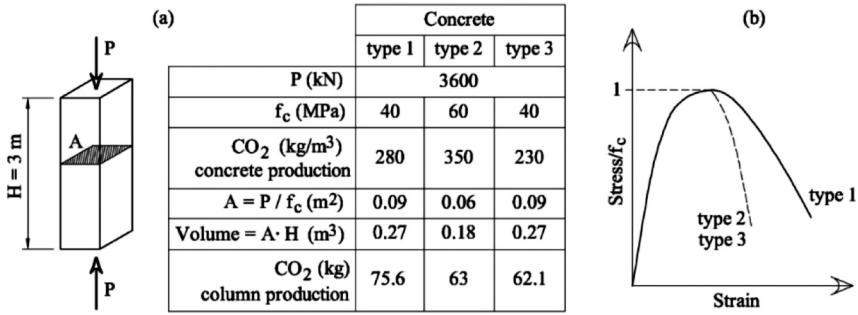 (a)
P
H = 3 m
A
P
Concrete
type 1 type 2 type 3
P (kN) 3600
f_c (MPa) 40 60 40
CO₂ (kg/m³)
concrete production 280 350 230
A = P / f_c (m²) 0.09 0.06 0.09
Volume = A· H (m³) 0.27 0.18 0.27
CO₂ (kg)
column production 75.6 63 62.1
(b)
1
Stress/f_c
type 1
type 2
type 3
Strain